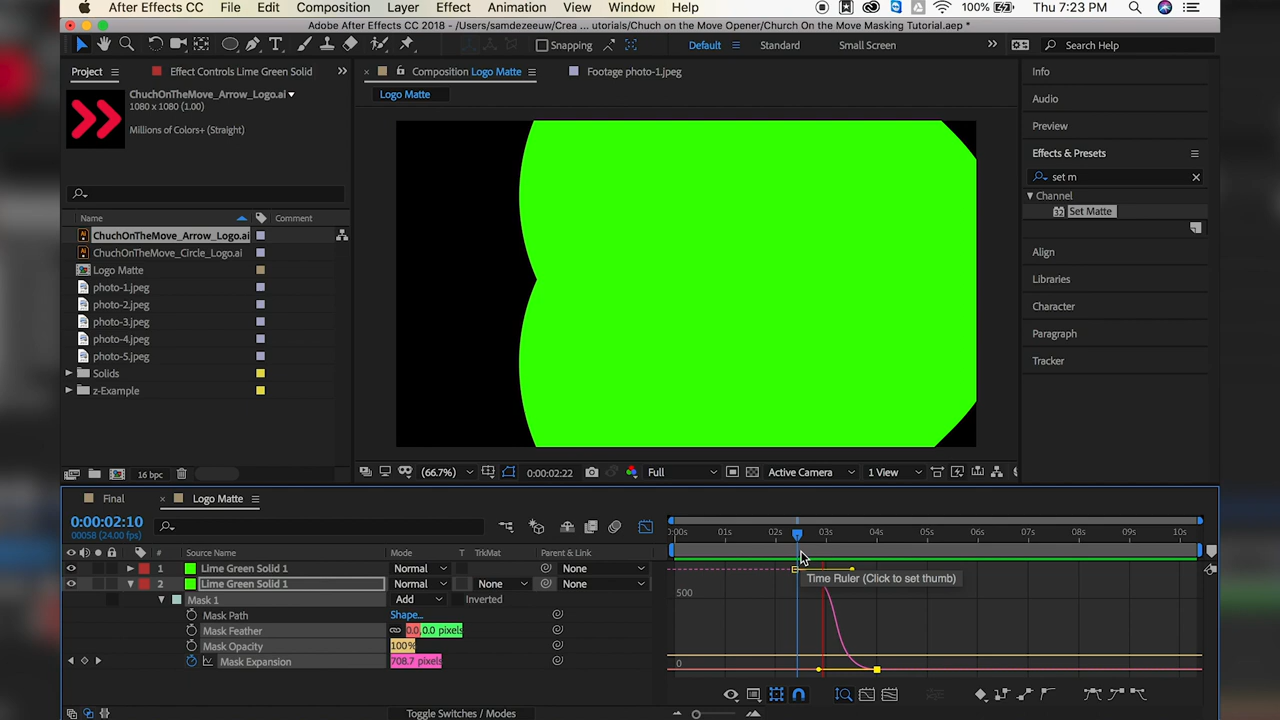 After Effects CC File Edit Composition Layer Effect Animation View Window Help 100% Thu 7:23 PM
Adobe After Effects CC 2018 - /Users/samdezeeuw/Crea ... utorials/Chuch on the Move Opener/Church On the Move Masking Tutorial.aep *
Snapping Default Standard Small Screen Search Help
Project Effect Controls Lime Green Solid Composition Logo Matte Footage photo-1.jpeg Info
ChuchOnTheMove_Arrow_Logo.ai Logo Matte
1080 x 1080 (1.00) Audio
Millions of Colors+ (Straight) Preview
Effects & Presets
set m
Channel
32 Set Matte
Name Comment
ChuchOnTheMove_Arrow_Logo.ai
ChuchOnTheMove_Circle_Logo.ai Align
Logo Matte Libraries
photo-1.jpeg
photo-2.jpeg Character
photo-3.jpeg Paragraph
photo-4.jpeg
photo-5.jpeg Tracker
Solids
z-Example
16 bpc (66.7%) 0:00:02:22 Full Active Camera 1 View
Final Logo Matte
0:00:02:10
00058 (24.00 fps)
0:00s 01s 02s 03s 04s 05s 06s 07s 08s 09s 10s
# Source Name Mode T TrkMat Parent & Link
1 Lime Green Solid 1 Normal None
2 Lime Green Solid 1 Normal None None
Time Ruler (Click to set thumb)
Mask 1 Add Inverted 500
Mask Path Shape...
Mask Feather 0.0,0.0 pixels
Mask Opacity 100%
Mask Expansion 708.7 pixels 0
Toggle Switches / Modes